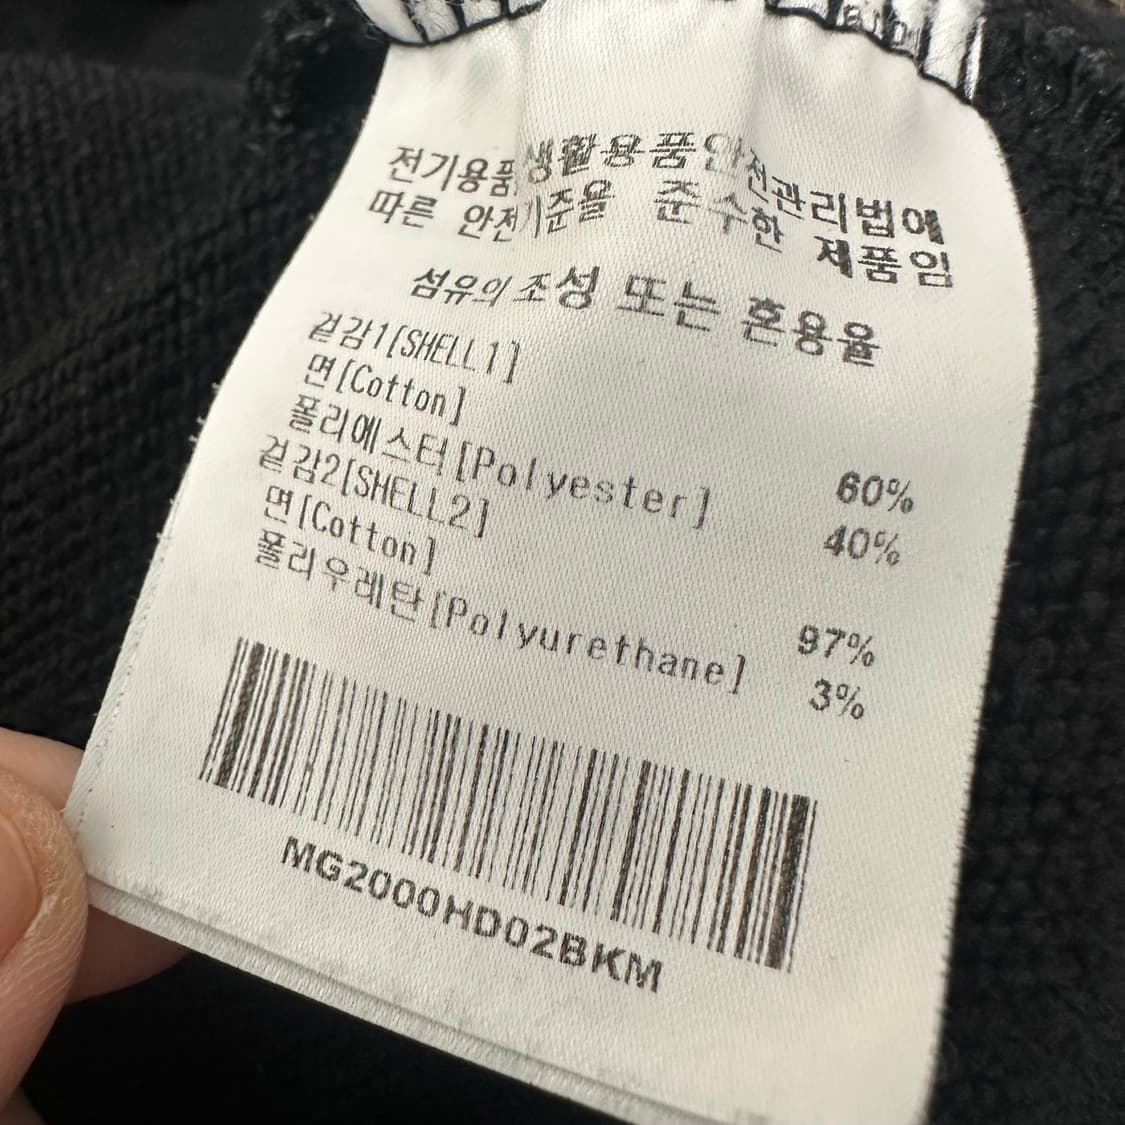 전기용품생활용품안전관리법에
따른 안전기준율 준수한 제품임
섬유의 조성 또는 혼용율
겉감1[SHELL1]
면[Cotton] 60%
폴리에스터[Polyester] 40%
겉감2[SHELL2]
면[Cotton] 97%
폴리우레탄[Polyurethane] 3%
MG2000HD02BKM